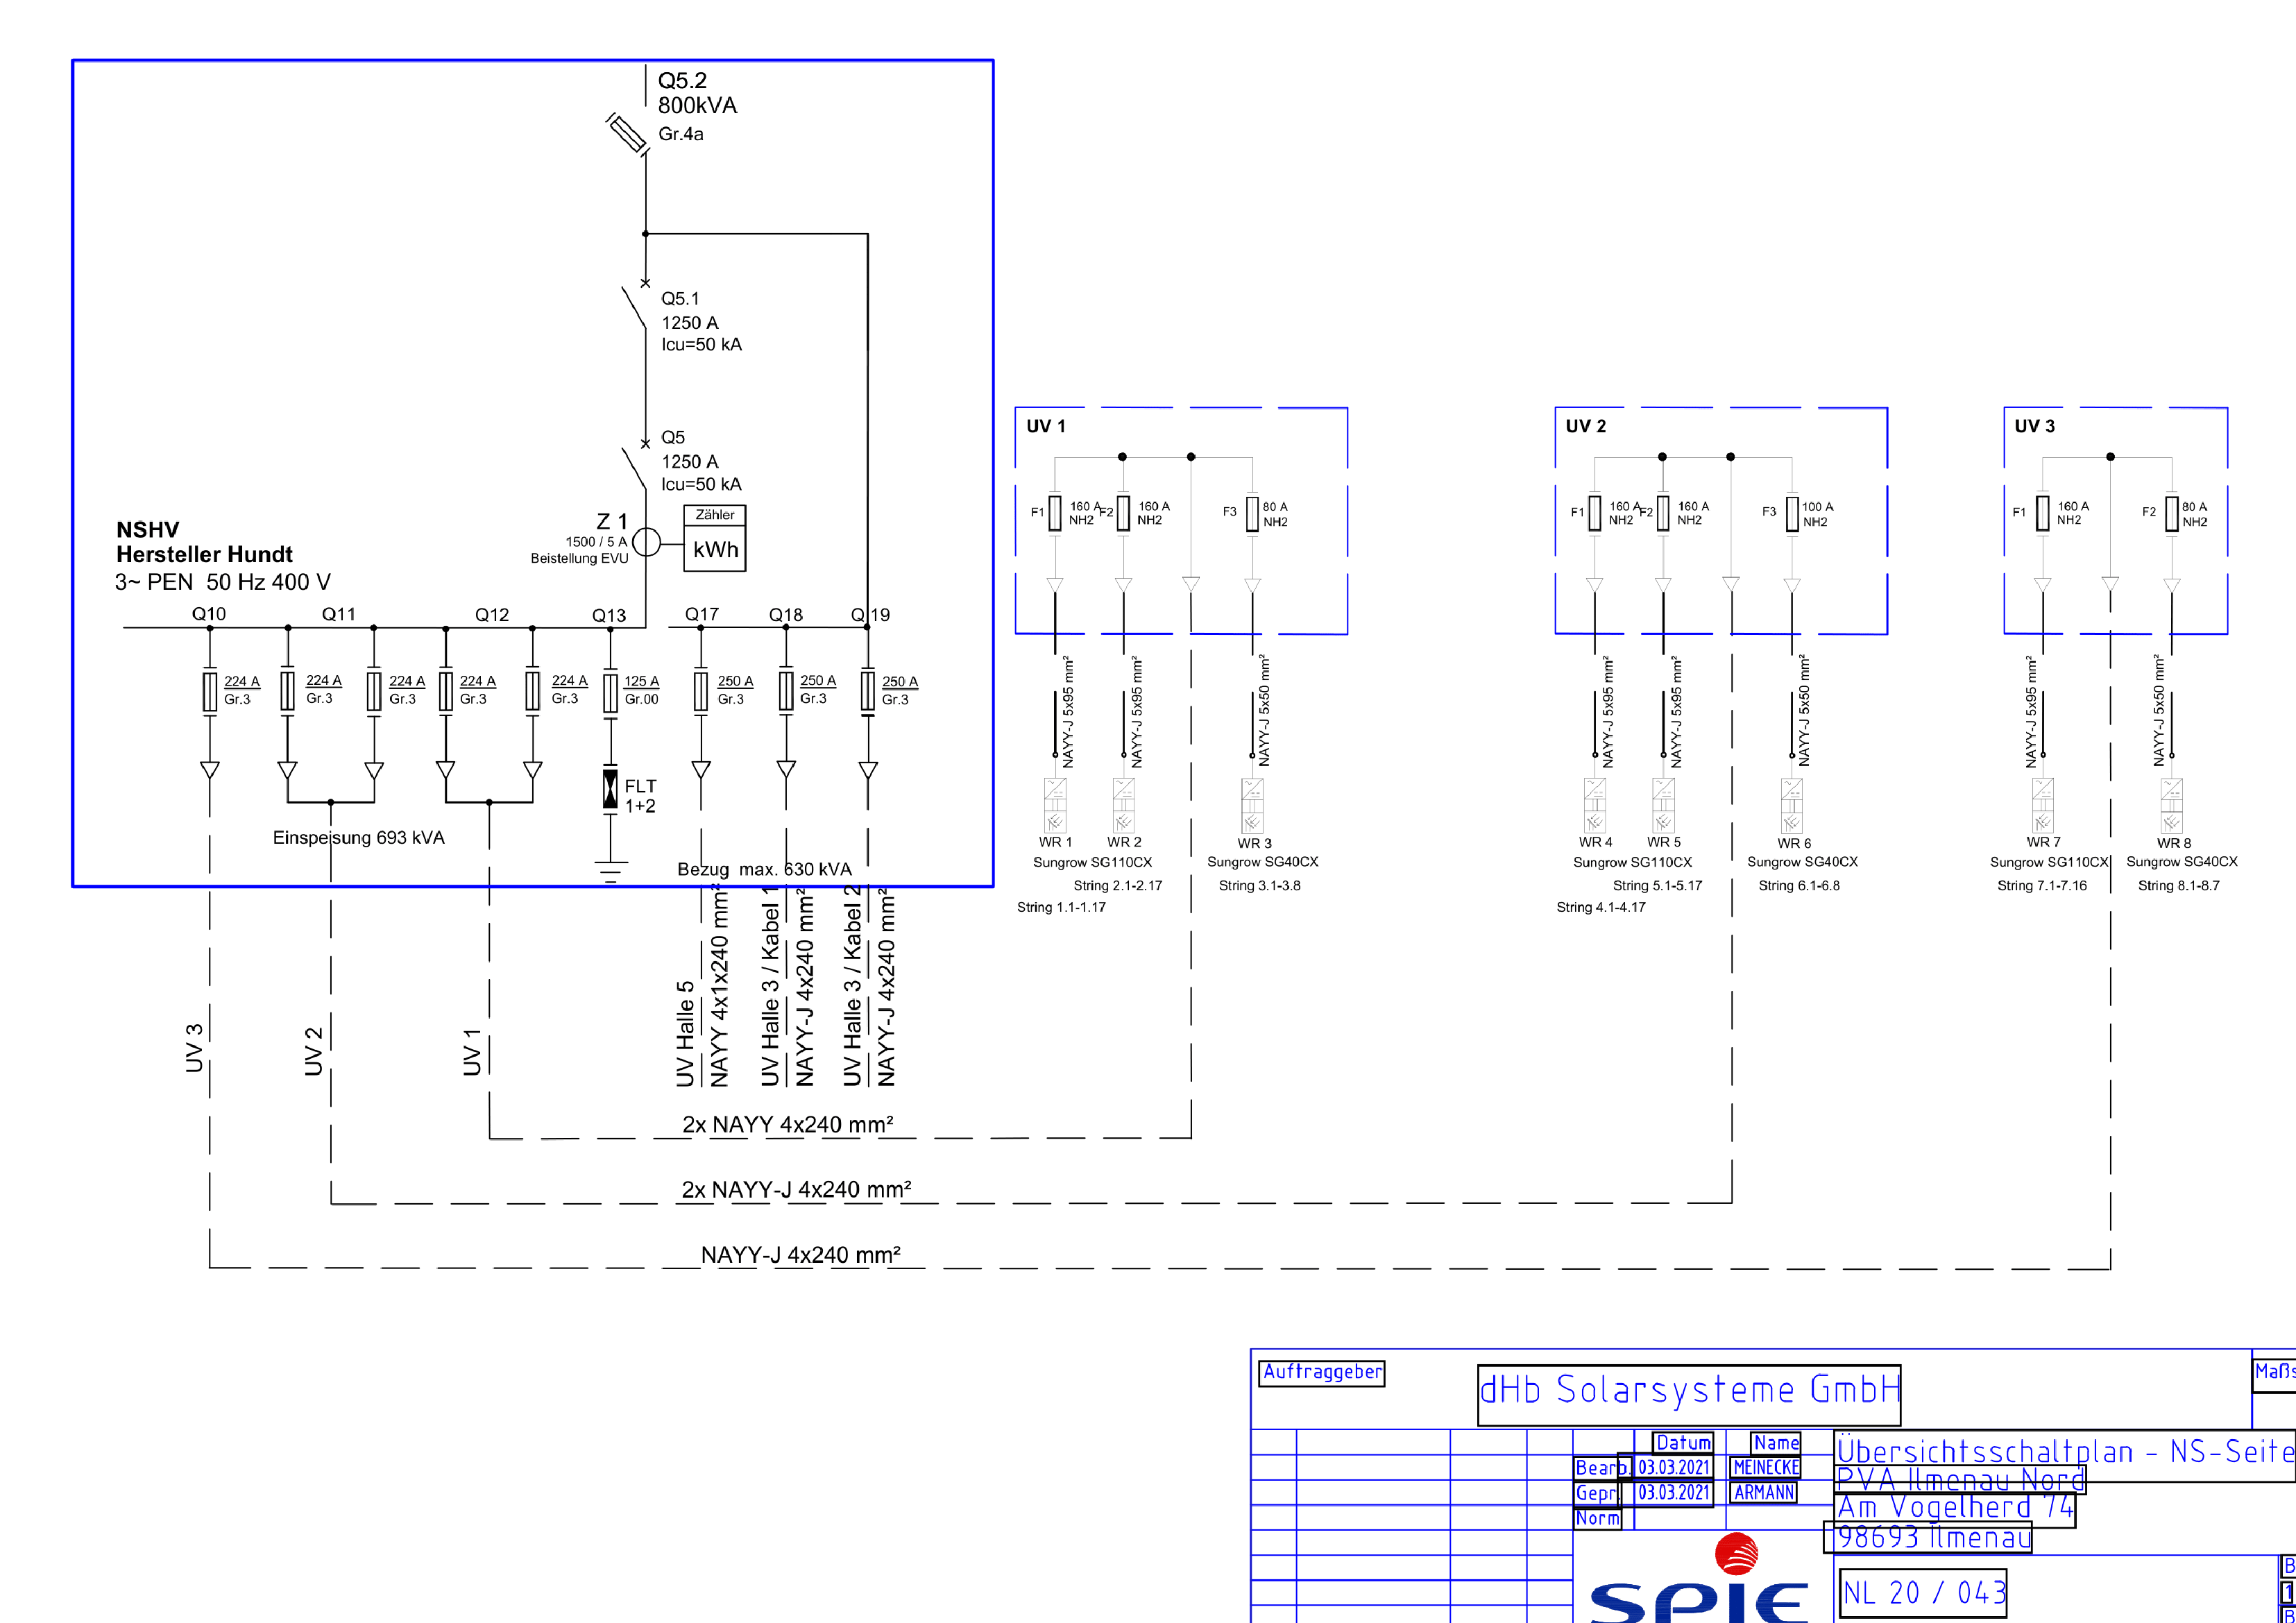 Q5.2
800kVA
Gr.4a
Q5.1
1250 A
Icu=50 kA
Q5
1250 A
Icu=50 kA
Z 1
1500 / 5 A
Beistellung EVU
Zähler
kWh
NSHV
Hersteller Hundt
3~ PEN 50 Hz 400 V
Q10 Q11 Q12 Q13 Q17 Q18 Q19
224 A 224 A 224 A 224 A 224 A 125 A 250 A 250 A 250 A
Gr.3 Gr.3 Gr.3 Gr.3 Gr.3 Gr.00 Gr.3 Gr.3 Gr.3
FLT
1+2
Einspeisung 693 kVA
Bezug max. 630 kVA
UV 3
UV 2
UV 1
UV Halle 5
NAYY 4x1x240 mm²
UV Halle 3 / Kabel 1
NAYY-J 4x240 mm²
UV Halle 3 / Kabel 2
NAYY-J 4x240 mm²
2x NAYY 4x240 mm²
2x NAYY-J 4x240 mm²
NAYY-J 4x240 mm²
UV 1
F1 160 A NH2
F2 160 A NH2
F3 80 A NH2
NAYY-J 5x95 mm²
NAYY-J 5x95 mm²
NAYY-J 5x50 mm²
WR 1 WR 2 WR 3
Sungrow SG110CX Sungrow SG40CX
String 2.1-2.17 String 3.1-3.8
String 1.1-1.17
UV 2
F1 160 A NH2
F2 160 A NH2
F3 100 A NH2
NAYY-J 5x95 mm²
NAYY-J 5x95 mm²
NAYY-J 5x50 mm²
WR 4 WR 5 WR 6
Sungrow SG110CX Sungrow SG40CX
String 5.1-5.17 String 6.1-6.8
String 4.1-4.17
UV 3
F1 160 A NH2
F2 80 A NH2
NAYY-J 5x95 mm²
NAYY-J 5x50 mm²
WR 7 WR 8
Sungrow SG110CX Sungrow SG40CX
String 7.1-7.16 String 8.1-8.7
Auftraggeber
dHb Solarsysteme GmbH
Datum Name
Bearb. 03.03.2021 MEINECKE
Gepr. 03.03.2021 ARMANN
Norm
Übersichtsschaltplan - NS-Seite
PVA Ilmenau Nord
Am Vogelherd 74
98693 Ilmenau
SPIE
NL 20 / 043